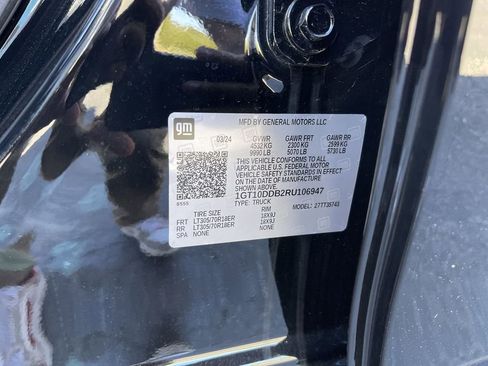 MFD BY GENERAL MOTORS LLC
gm
03/24 GVWR GAWR FRT GAWR RR
4532 KG 2300 KG 2599 KG
9990 LB 5070 LB 5730 LB
THIS VEHICLE CONFORMS TO ALL
APPLICABLE U.S. FEDERAL MOTOR
VEHICLE SAFETY STANDARDS IN EFFECT
ON THE DATE OF MANUFACTURE
SHOWN ABOVE.
1GT10DDB2RU106947
TYPE: TRUCK
MODEL: 277T35743
TIRE SIZE RIM
FRT LT305/70R18ER 18X9J
RR LT305/70R18ER 18X9J
SPA NONE NONE